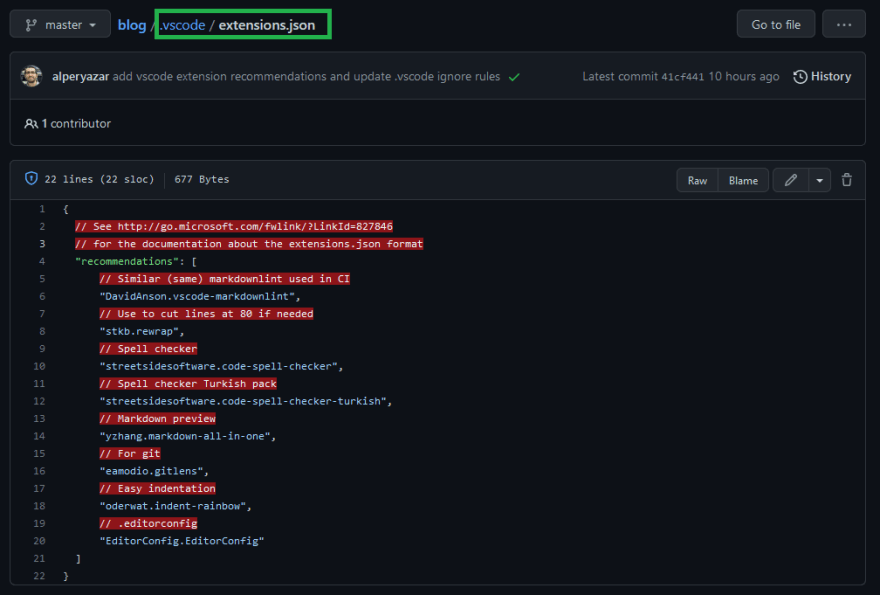 master blog / .vscode / extensions.json Go to file ...
alperyazar add vscode extension recommendations and update .vscode ignore rules Latest commit 41cf441 10 hours ago History
1 contributor
22 lines (22 sloc) 677 Bytes Raw Blame
1 {
2 // See http://go.microsoft.com/fwlink/?LinkId=827846
3 // for the documentation about the extensions.json format
4 "recommendations": [
5 // Similar (same) markdownlint used in CI
6 "DavidAnson.vscode-markdownlint",
7 // Use to cut lines at 80 if needed
8 "stkb.rewrap",
9 // Spell checker
10 "streetsidesoftware.code-spell-checker",
11 // Spell checker Turkish pack
12 "streetsidesoftware.code-spell-checker-turkish",
13 // Markdown preview
14 "yzhang.markdown-all-in-one",
15 // For git
16 "eamodio.gitlens",
17 // Easy indentation
18 "oderwat.indent-rainbow",
19 // .editorconfig
20 "EditorConfig.EditorConfig"
21 ]
22 }